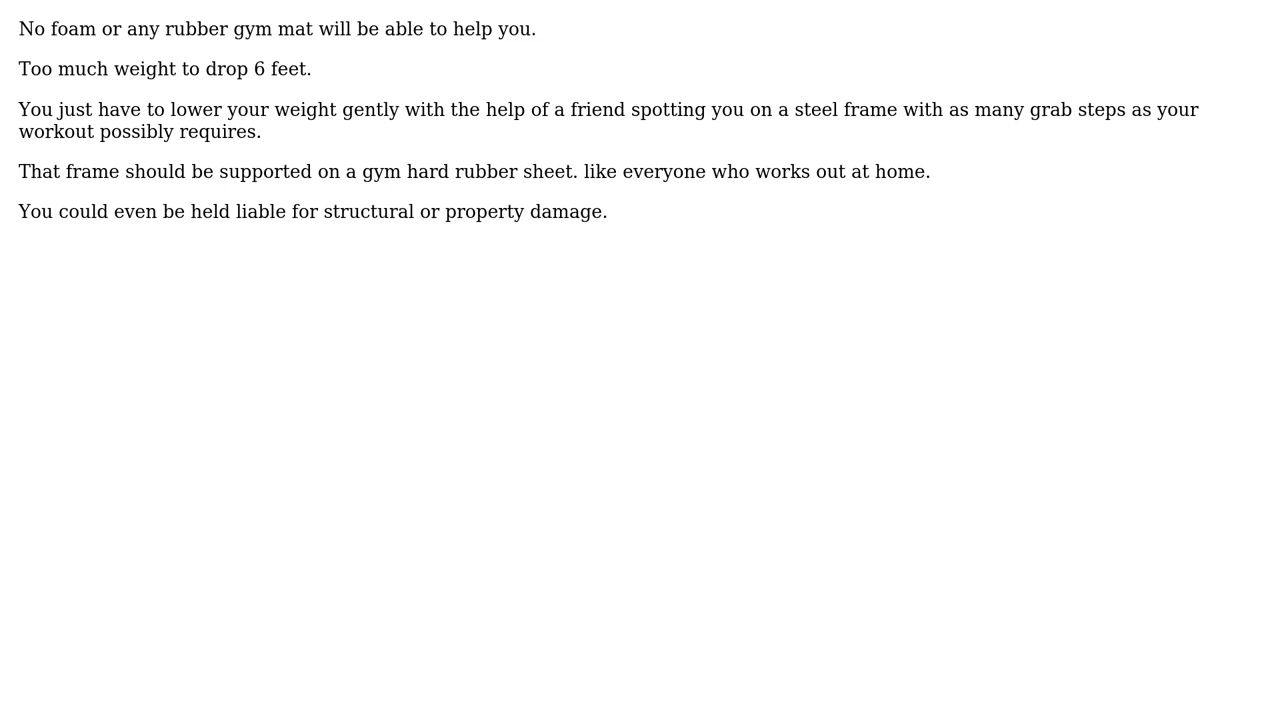 No foam or any rubber gym mat will be able to help you.
Too much weight to drop 6 feet.
You just have to lower your weight gently with the help of a friend spotting you on a steel frame with as many grab steps as your
workout possibly requires.
That frame should be supported on a gym hard rubber sheet. like everyone who works out at home.
You could even be held liable for structural or property damage.